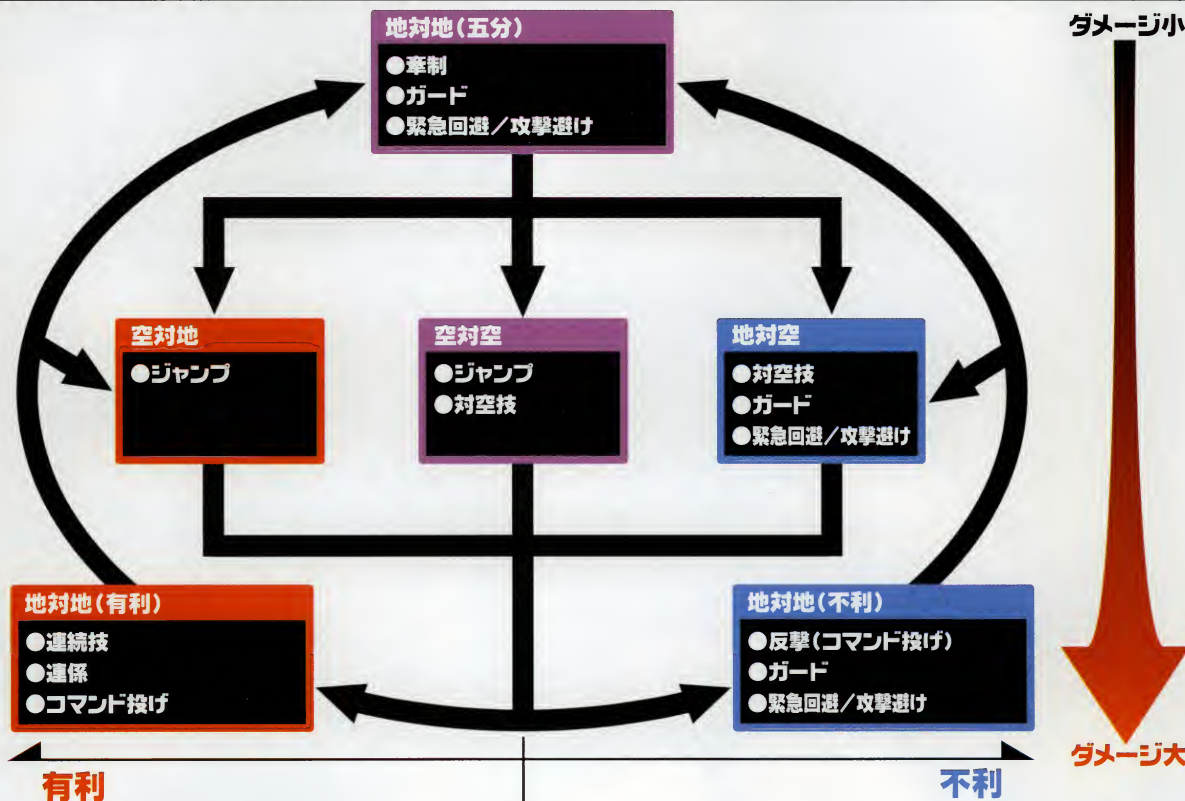 地対地(五分)
●牽制
●ガード
●緊急回避/攻撃避け
ダメージ小
空対地
●ジャンプ
空対空
●ジャンプ
●対空技
地対空
●対空技
●ガード
●緊急回避/攻撃避け
地対地(有利)
●連続技
●連係
●コマンド投げ
地対地(不利)
●反撃(コマンド投げ)
●ガード
●緊急回避/攻撃避け
ダメージ大
有利
不利